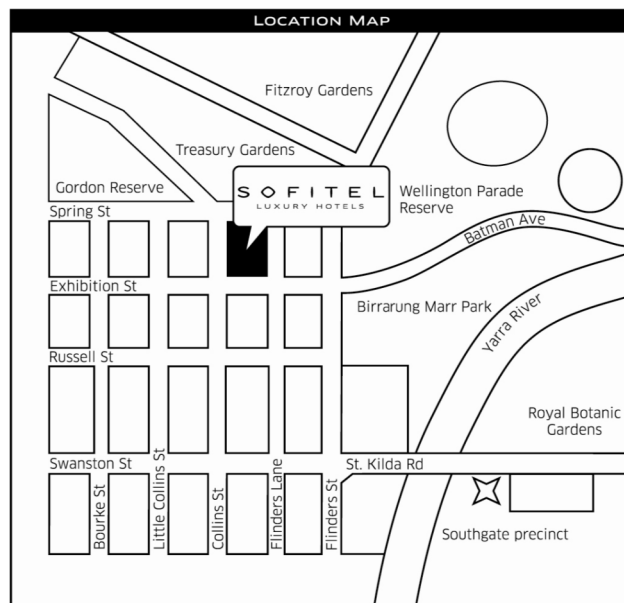 LOCATION MAP
Fitzroy Gardens
Treasury Gardens
Gordon Reserve
SOFITEL
LUXURY HOTELS
Wellington Parade
Reserve
Spring St
Batman Ave
Exhibition St
Birrarung Marr Park
Yarra River
Russell St
Royal Botanic
Gardens
Swanston St
St. Kilda Rd
Bourke St
Little Collins St
Collins St
Flinders Lane
Flinders St
Southgate precinct